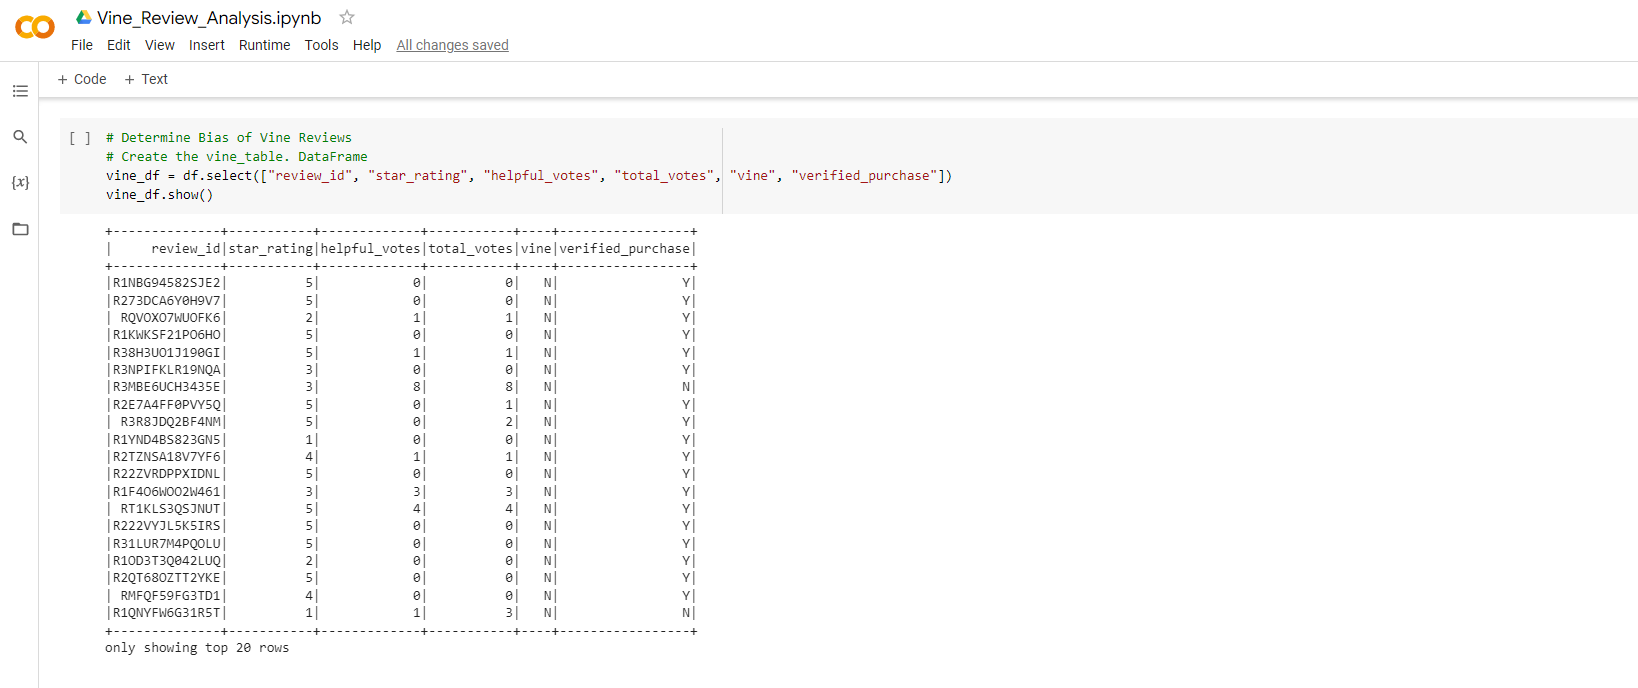 Vine_Review_Analysis.ipynb
File Edit View Insert Runtime Tools Help All changes saved
+ Code + Text
{x}
[ ] # Determine Bias of Vine Reviews
# Create the vine_table. DataFrame
vine_df = df.select(["review_id", "star_rating", "helpful_votes", "total_votes", "vine", "verified_purchase"])
vine_df.show()
+--------------+-----------+-------------+-----------+----+-----------------+
|     review_id|star_rating|helpful_votes|total_votes|vine|verified_purchase|
+--------------+-----------+-------------+-----------+----+-----------------+
|R1NBG94582SJE2|          5|            0|          0|   N|                Y|
|R273DCA6Y0H9V7|          5|            0|          0|   N|                Y|
| RQVOXO7WUOFK6|          2|            1|          1|   N|                Y|
|R1KWKSF21PO6HO|          5|            0|          0|   N|                Y|
|R38H3UO1J190GI|          5|            1|          1|   N|                Y|
|R3NPIFKLR19NQA|          3|            0|          0|   N|                Y|
|R3MBE6UCH3435E|          3|            8|          8|   N|                N|
|R2E7A4FF0PVY5Q|          5|            0|          1|   N|                Y|
| R3R8JDQ2BF4NM|          5|            0|          2|   N|                Y|
|R1YND4BS823GN5|          1|            0|          0|   N|                Y|
|R2TZNSA18V7YF6|          4|            1|          1|   N|                Y|
|R22ZVRDPPXIDNL|          5|            0|          0|   N|                Y|
|R1F4O6WOO2W461|          3|            3|          3|   N|                Y|
| RT1KLS3QSJNUT|          5|            4|          4|   N|                Y|
|R222VYJL5K5IRS|          5|            0|          0|   N|                Y|
|R31LUR7M4PQOLU|          5|            0|          0|   N|                Y|
|R1OD3T3Q042LUQ|          2|            0|          0|   N|                Y|
|R2QT68OZTT2YKE|          5|            0|          0|   N|                Y|
| RMFQF59FG3TD1|          4|            0|          0|   N|                Y|
|R1QNYFW6G31R5T|          1|            1|          3|   N|                N|
+--------------+-----------+-------------+-----------+----+-----------------+
only showing top 20 rows